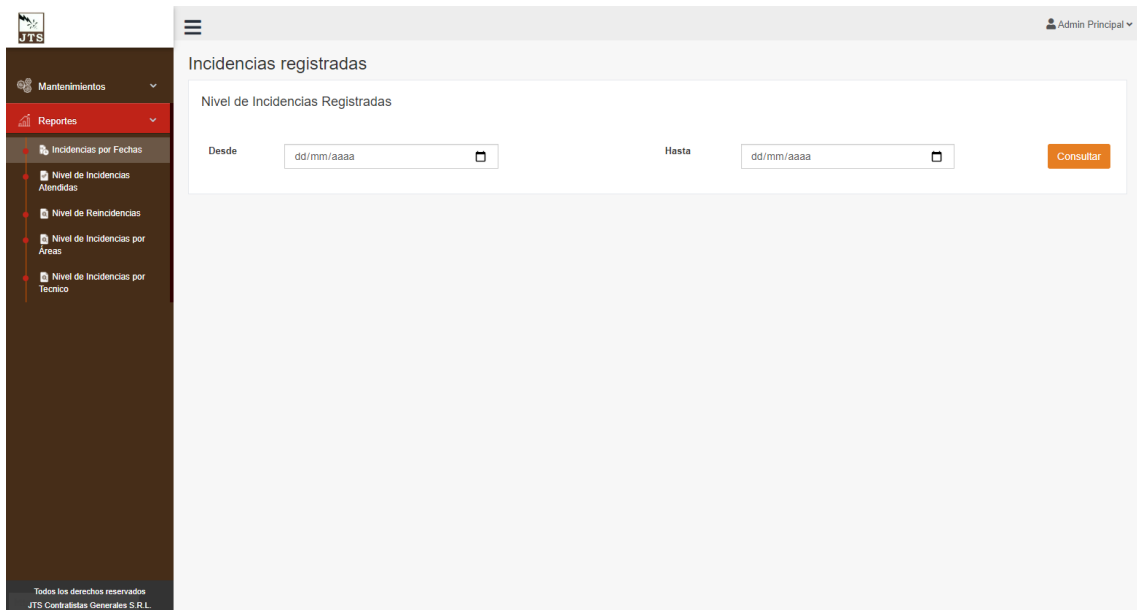 JTS
Admin Principal
Mantenimientos
Reportes
Incidencias por Fechas
Nivel de Incidencias
Atendidas
Nivel de Reincidencias
Nivel de Incidencias por
Áreas
Nivel de Incidencias por
Tecnico
Todos los derechos reservados
JTS Contratistas Generales S.R.L.
Incidencias registradas
Nivel de Incidencias Registradas
Desde dd/mm/aaaa Hasta dd/mm/aaaa Consultar